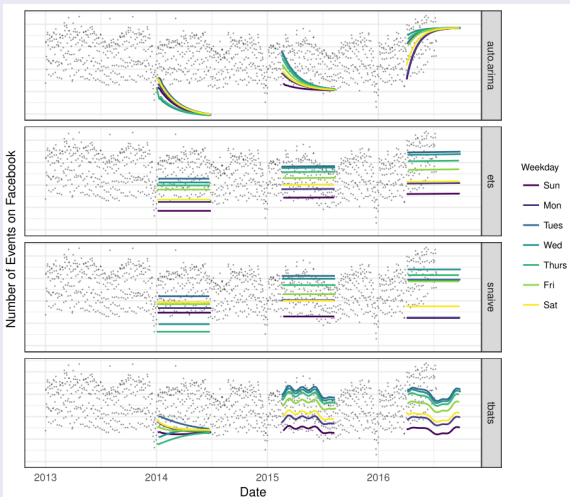 Number of Events on Facebook
auto.arima
ets
snaive
tbats
2013
2014
2015
2016
Date
Weekday
Sun
Mon
Tues
Wed
Thurs
Fri
Sat